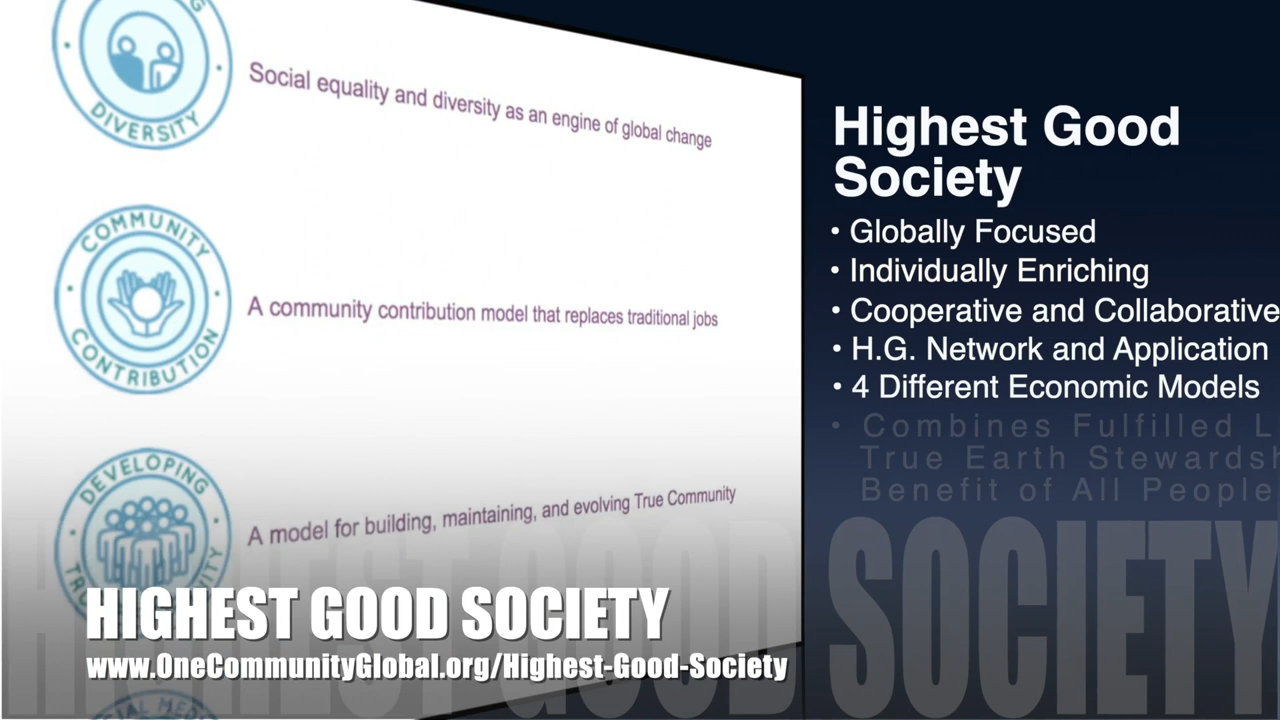 DIVERSITY
Social equality and diversity as an engine of global change
COMMUNITY
CONTRIBUTION
A community contribution model that replaces traditional jobs
DEVELOPING
A model for building, maintaining, and evolving True Community
HIGHEST GOOD SOCIETY
www.OneCommunityGlobal.org/Highest-Good-Society
Highest Good
Society
• Globally Focused
• Individually Enriching
• Cooperative and Collaborative
• H.G. Network and Application
• 4 Different Economic Models
• Combines Fulfilled
True Earth
Benefit of All People
HIGHEST GOOD SOCIETY